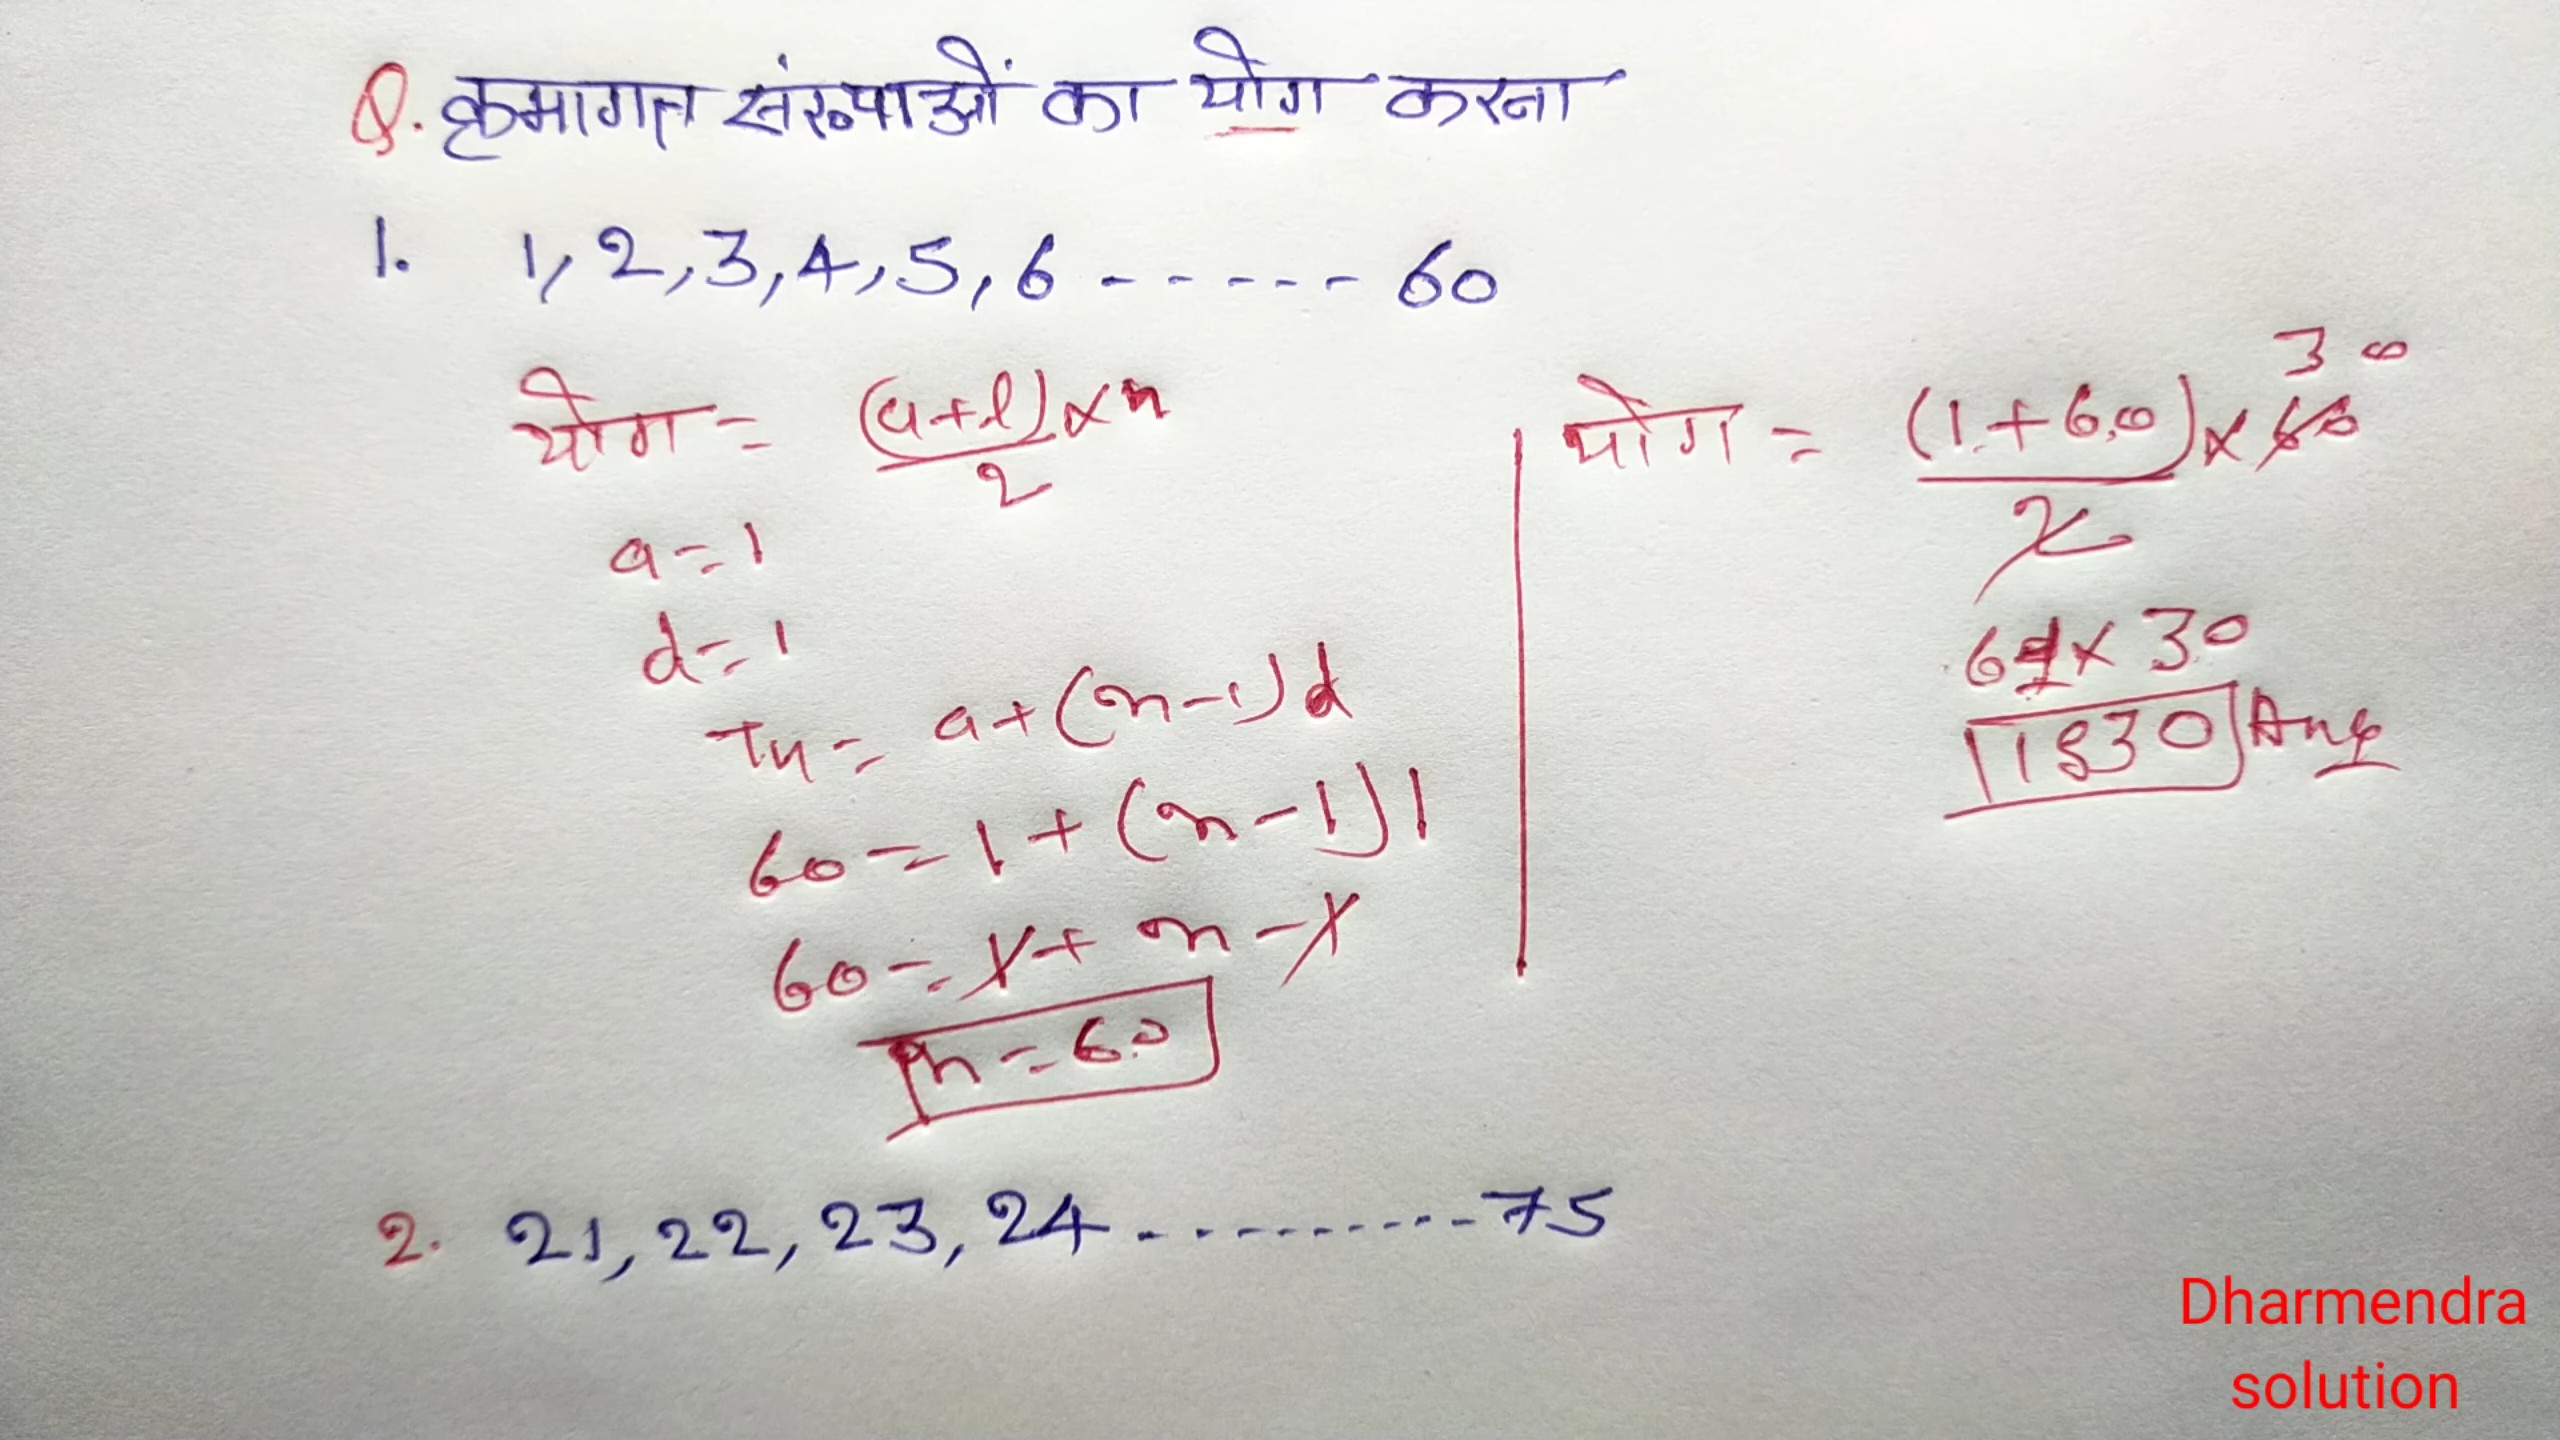 Q. क्रमागत संख्याओं का योग करना
1. 1, 2, 3, 4, 5, 6 ------ 60
योग = (a+l)×n
2
a = 1
d = 1
Tn = a+(n-1)d
60 = 1+(n-1)1
60 = 1+n-1
n = 60
30
योग = (1+60)×60
2
61×30
1830 Ans
2. 21, 22, 23, 24 ---------- 75
Dharmendra
solution